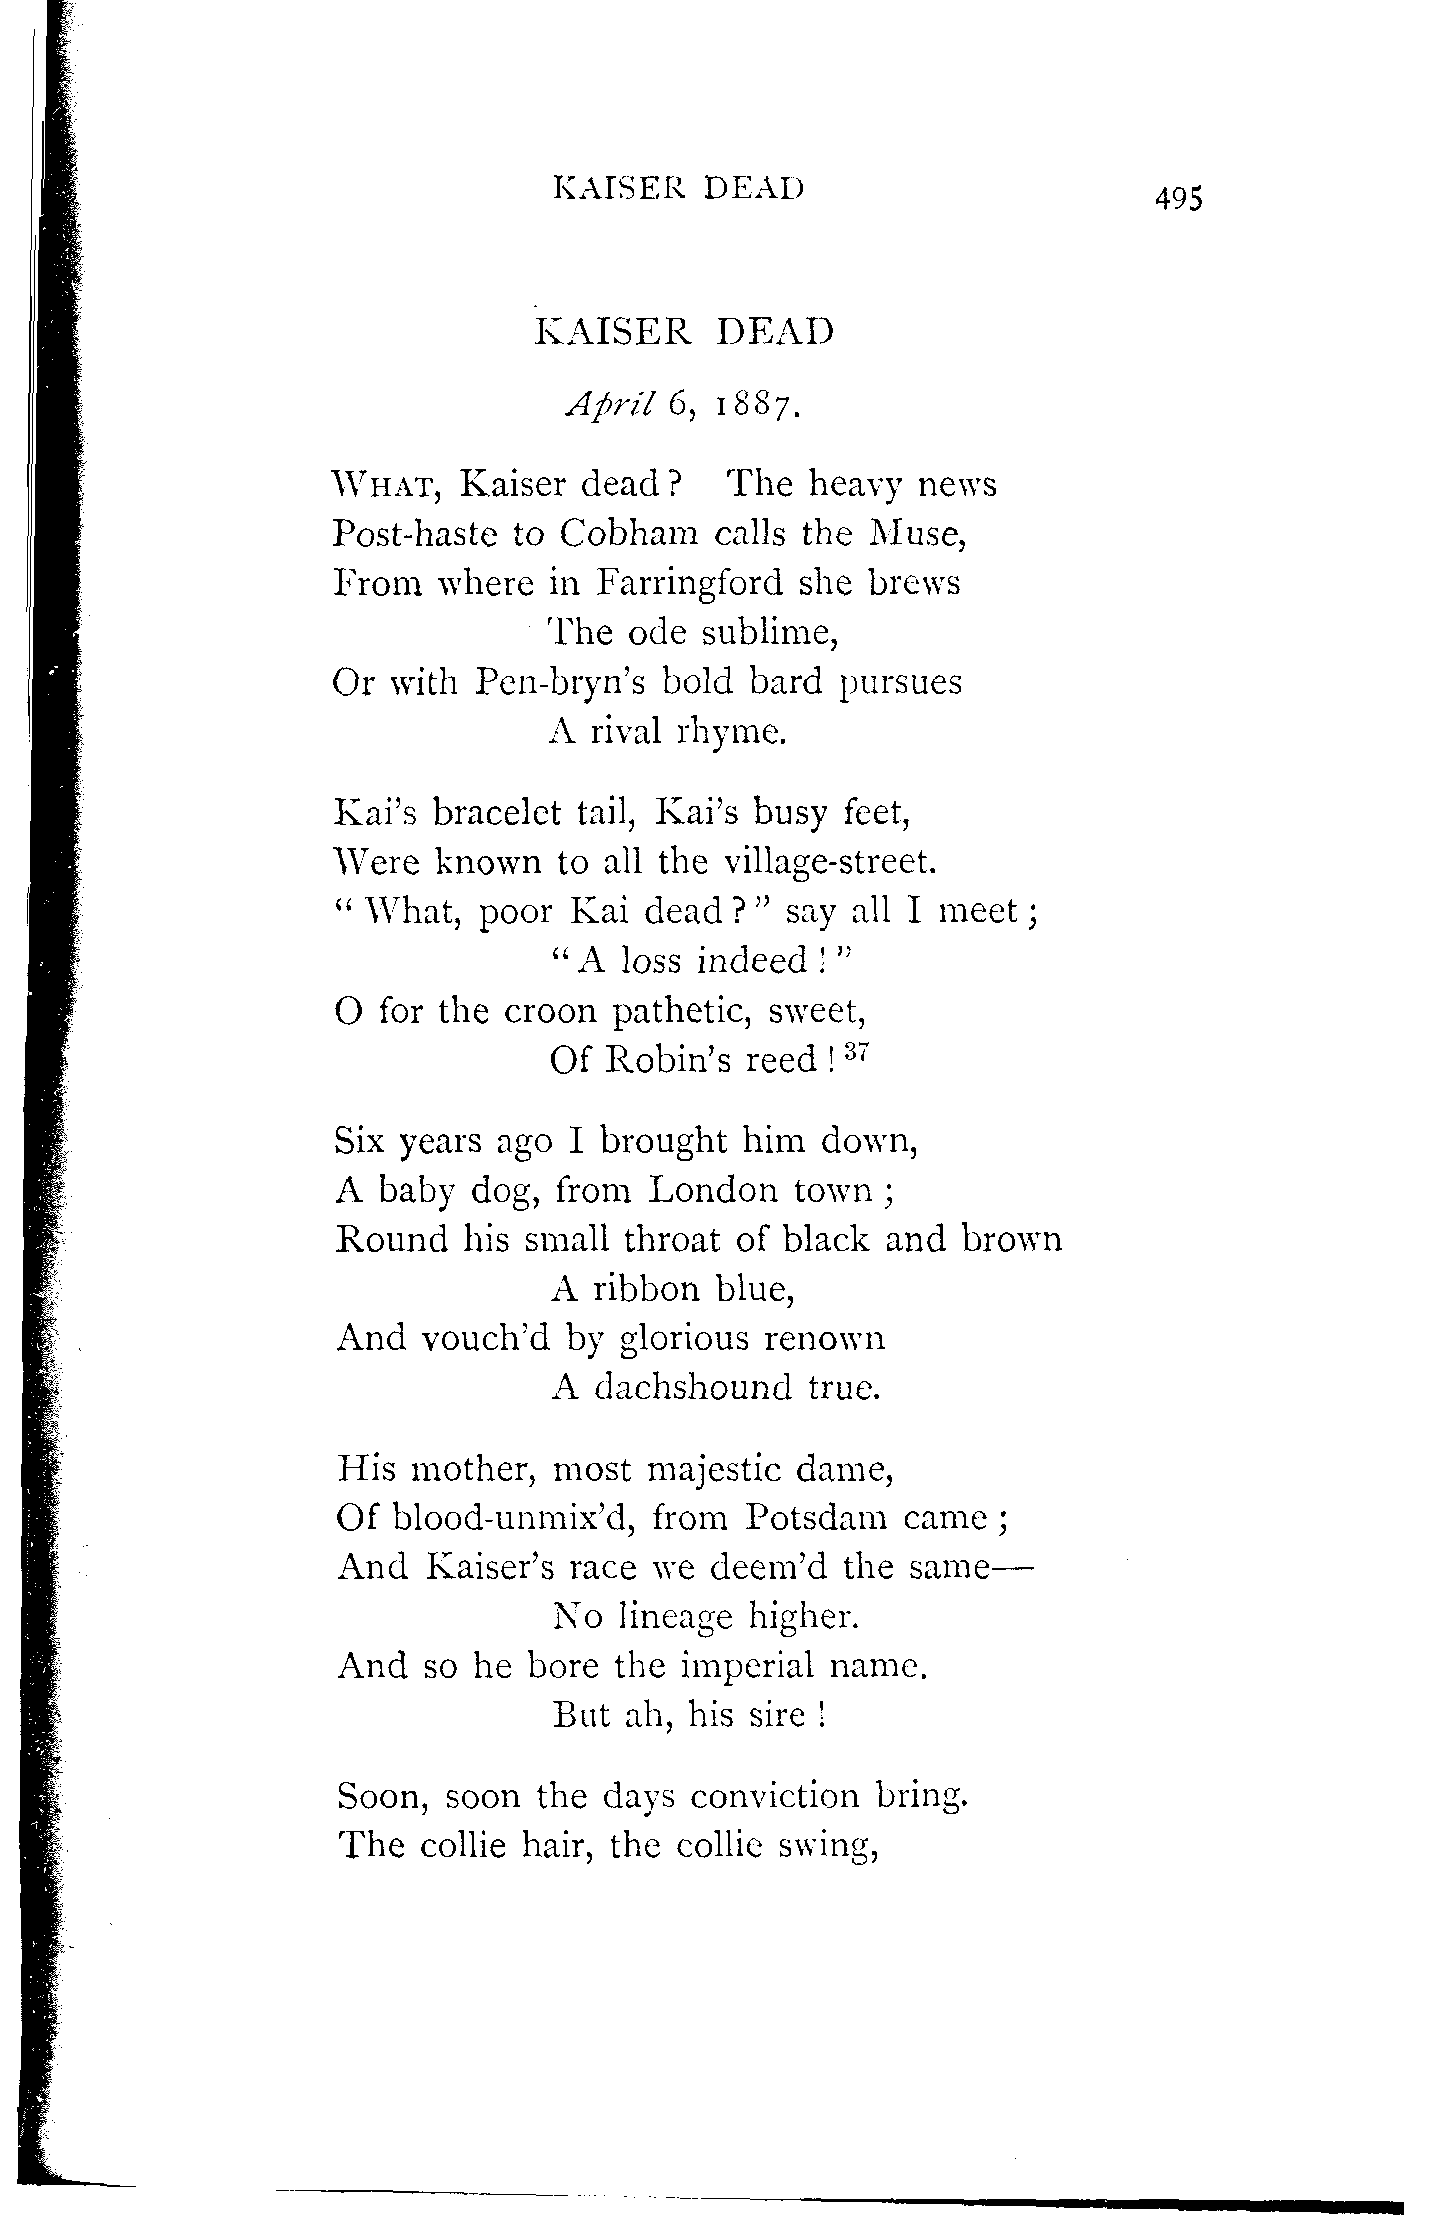 KAISER DEAD 495
KAISER DEAD
April 6, 1887.
WHAT, Kaiser dead? The heavy news
Post-haste to Cobham calls the Muse,
From where in Farringford she brews
The ode sublime,
Or with Pen-bryn's bold bard pursues
A rival rhyme.
Kai's bracelet tail, Kai's busy feet,
Were known to all the village-street.
"What, poor Kai dead?" say all I meet;
"A loss indeed!"
O for the croon pathetic, sweet,
Of Robin's reed!37
Six years ago I brought him down,
A baby dog, from London town;
Round his small throat of black and brown
A ribbon blue,
And vouch'd by glorious renown
A dachshound true.
His mother, most majestic dame,
Of blood-unmix'd, from Potsdam came;
And Kaiser's race we deem'd the same—
No lineage higher.
And so he bore the imperial name.
But ah, his sire!
Soon, soon the days conviction bring.
The collie hair, the collie swing,